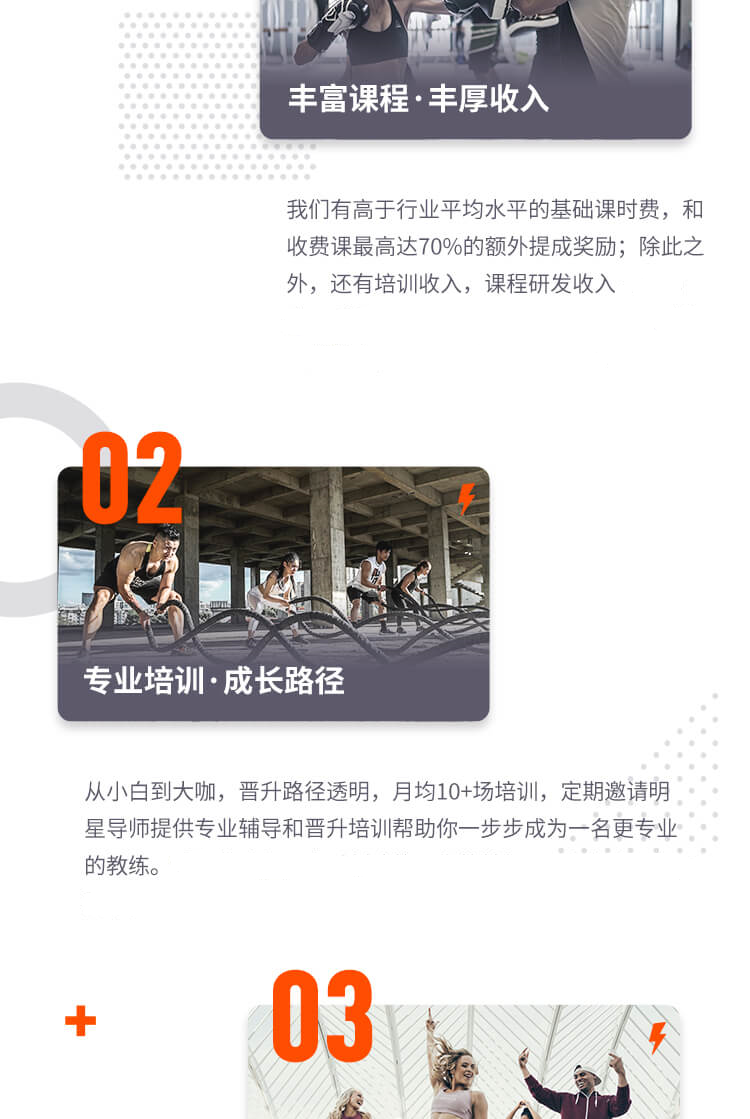 丰富课程·丰厚收入
我们有高于行业平均水平的基础课时费，和
收费课最高达70%的额外提成奖励；除此之
外，还有培训收入，课程研发收入
02
专业培训·成长路径
从小白到大咖，晋升路径透明，月均10+场培训，定期邀请明
星导师提供专业辅导和晋升培训帮助你一步步成为一名更专业
的教练。
03